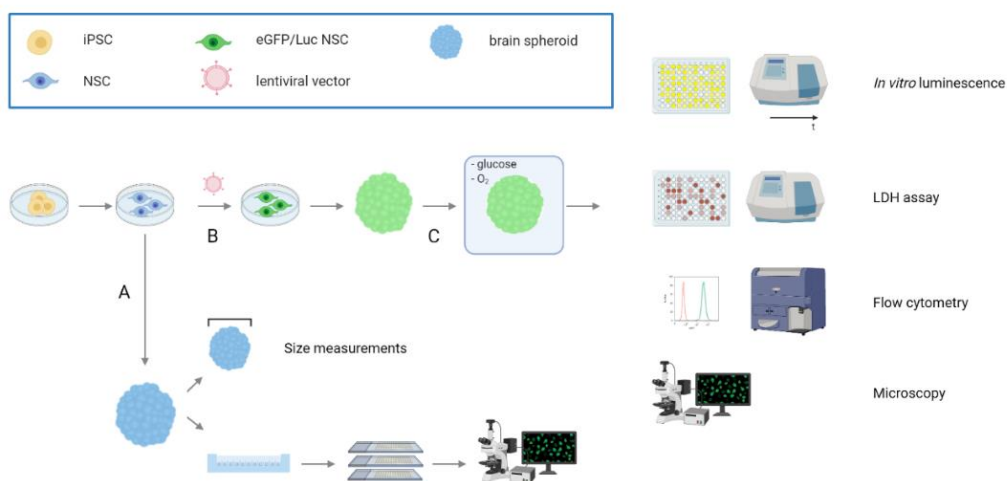 iPSC
eGFP/Luc NSC
brain spheroid
NSC
lentiviral vector
In vitro luminescence
t
- glucose
- O₂
B
C
LDH assay
A
Flow cytometry
Size measurements
Microscopy